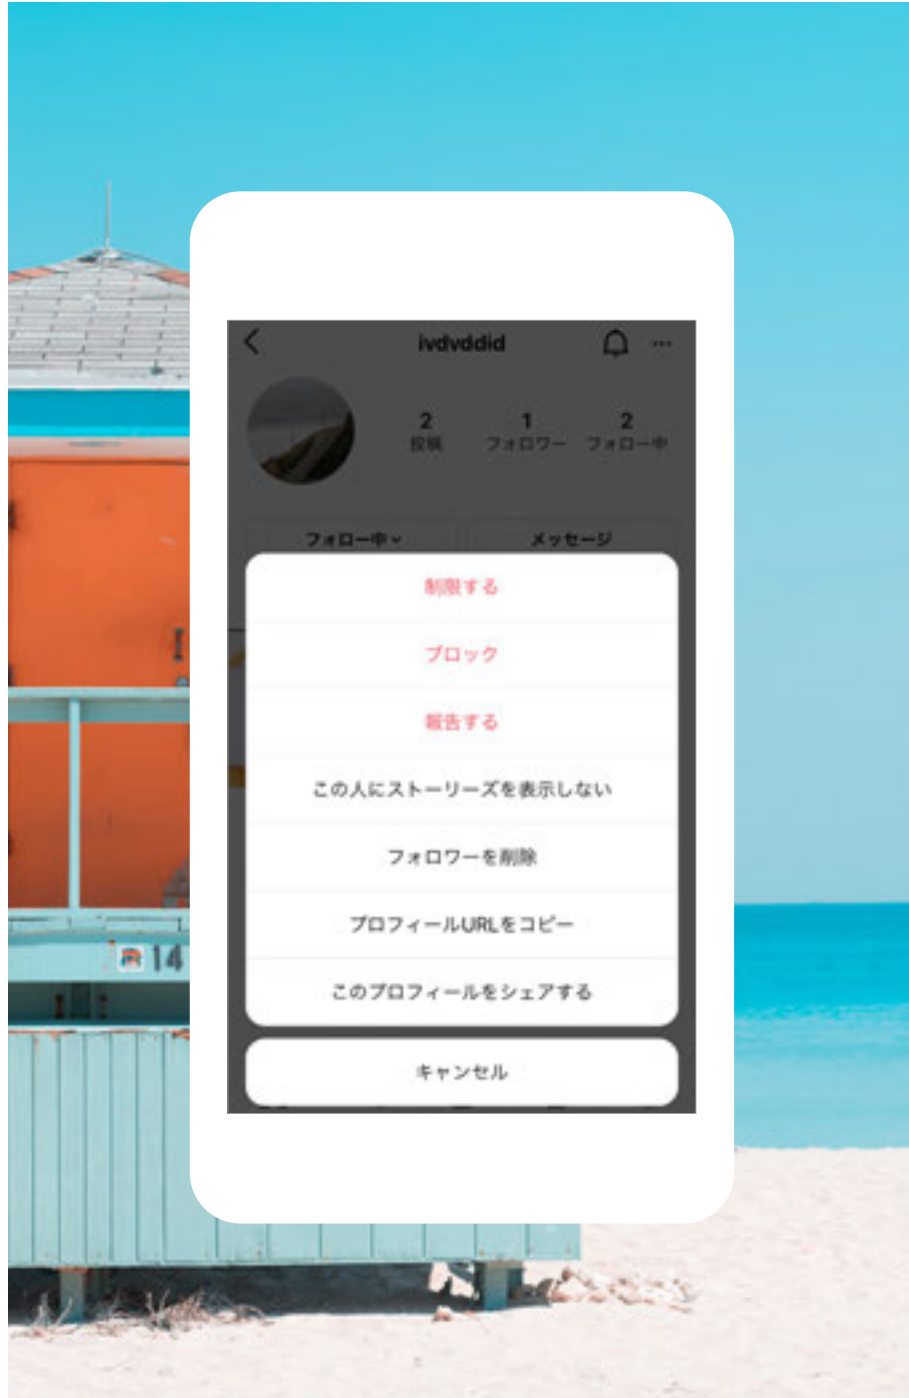 ivdvddid
2 1 2
投稿 フォロワー フォロー中
フォロー中 メッセージ
制限する
ブロック
報告する
この人にストーリーズを表示しない
フォロワーを削除
プロフィールURLをコピー
このプロフィールをシェアする
キャンセル
14